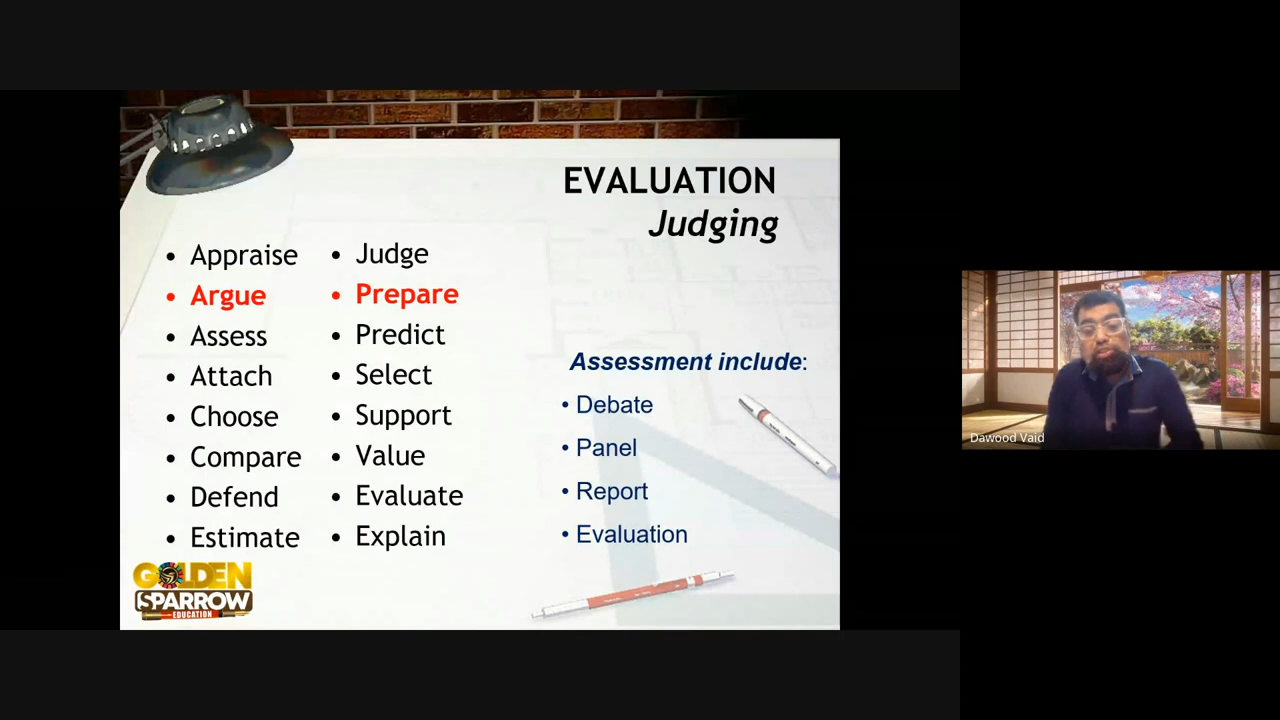 EVALUATION
Judging
• Appraise
• Argue
• Assess
• Attach
• Choose
• Compare
• Defend
• Estimate
• Judge
• Prepare
• Predict
• Select
• Support
• Value
• Evaluate
• Explain
Assessment include:
• Debate
• Panel
• Report
• Evaluation
GOLDEN
SPARROW
EDUCATION
Dawood Vaid